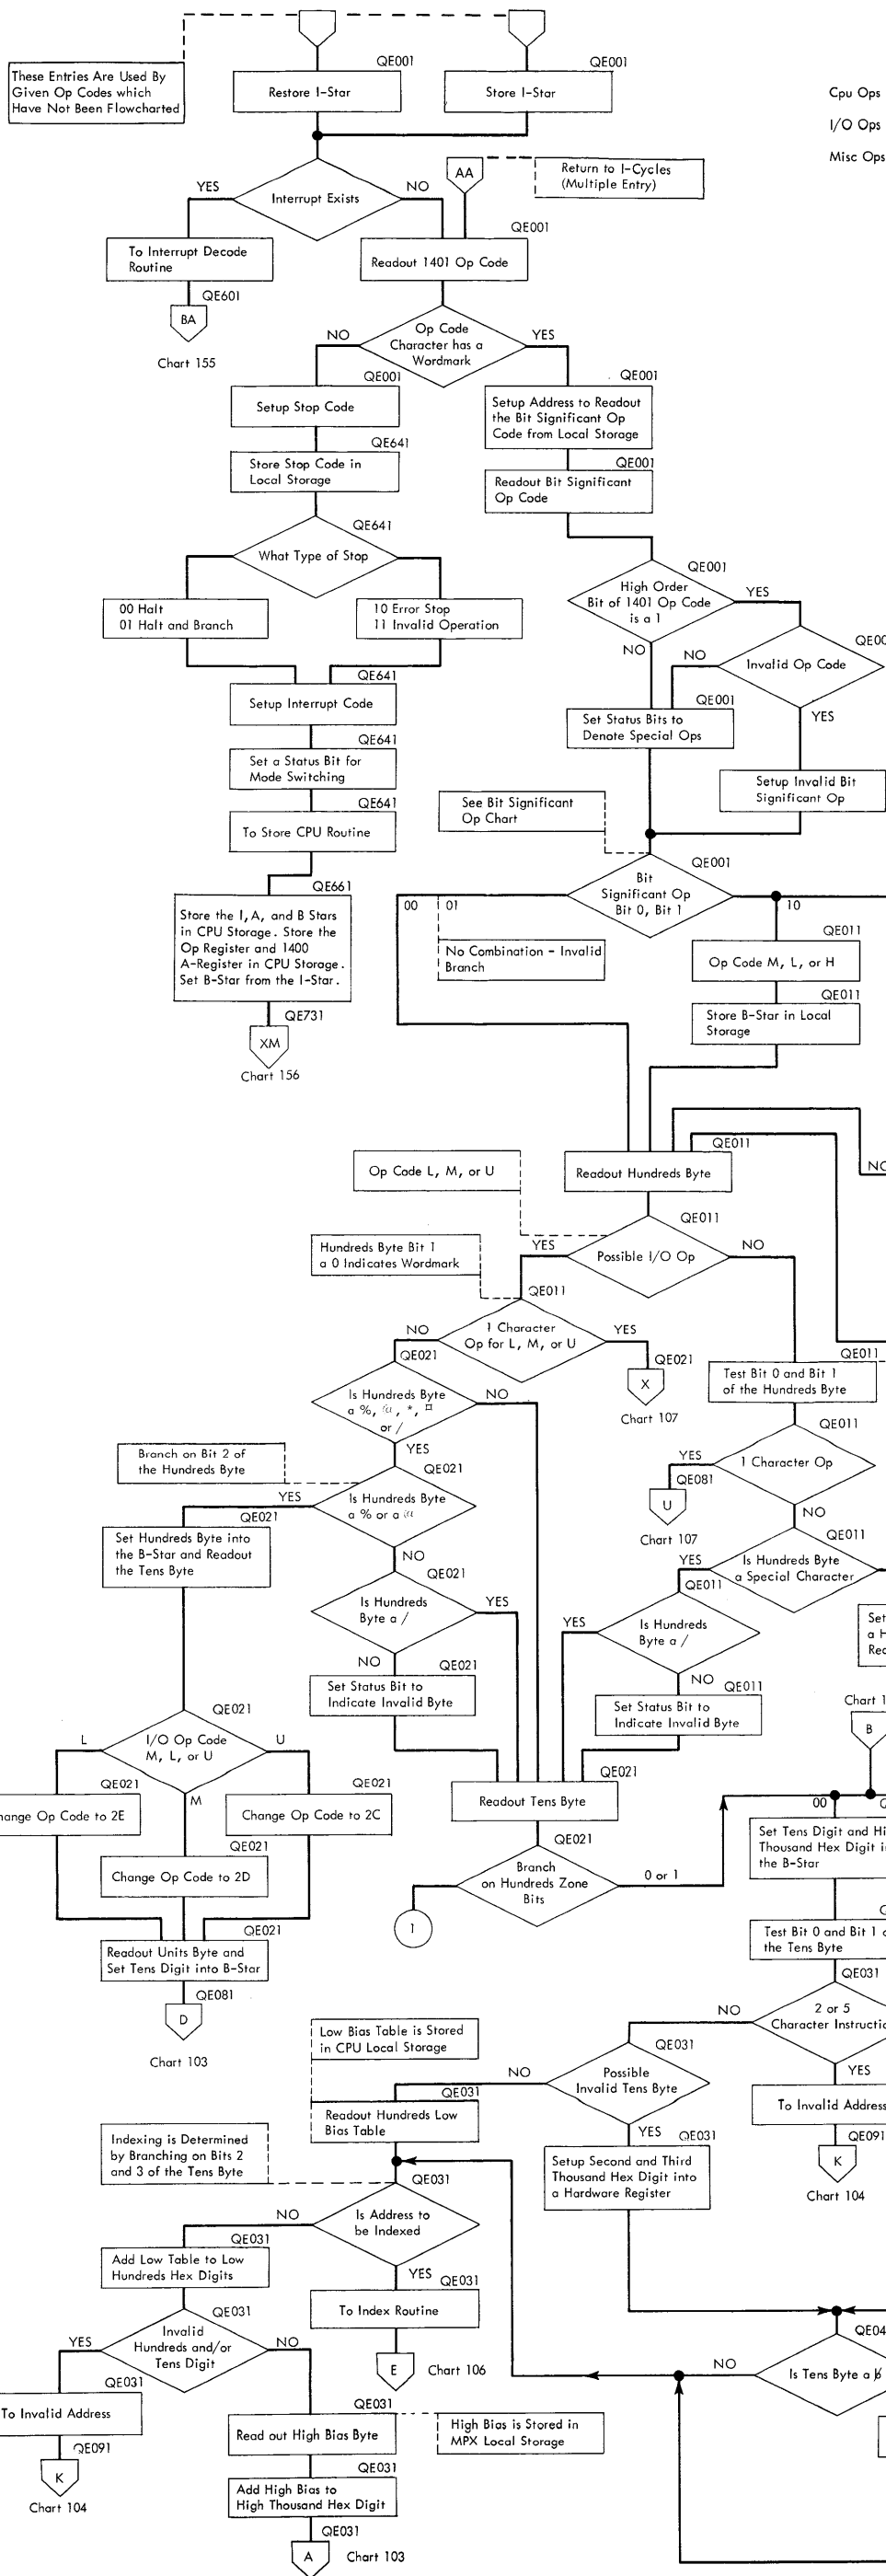 QE001
QE001
These Entries Are Used By
Given Op Codes which
Have Not Been Flowcharted
Restore I-Star
Store I-Star
Cpu Ops
I/O Ops
Misc Ops
AA
Return to I-Cycles
(Multiple Entry)
YES
Interrupt Exists
NO
QE001
To Interrupt Decode
Routine
Readout 1401 Op Code
QE601
BA
Chart 155
NO
Op Code
Character has a
Wordmark
YES
QE001
QE001
Setup Stop Code
Setup Address to Readout
the Bit Significant Op
Code from Local Storage
QE641
Store Stop Code in
Local Storage
QE001
Readout Bit Significant
Op Code
QE641
What Type of Stop
QE001
High Order
Bit of 1401 Op Code
is a 1
YES
00 Halt
01 Halt and Branch
10 Error Stop
11 Invalid Operation
NO
NO
Invalid Op Code
QE641
Setup Interrupt Code
QE001
Set Status Bits to
Denote Special Ops
YES
QE641
Set a Status Bit for
Mode Switching
Setup Invalid Bit
Significant Op
QE641
To Store CPU Routine
See Bit Significant
Op Chart
QE001
QE661
Bit
Significant Op
Bit 0, Bit 1
00
01
10
Store the I, A, and B Stars
in CPU Storage. Store the
Op Register and 1400
A-Register in CPU Storage.
Set B-Star from the I-Star.
No Combination - Invalid
Branch
QE011
Op Code M, L, or H
QE011
Store B-Star in Local
Storage
QE731
XM
Chart 156
QE011
Op Code L, M, or U
Readout Hundreds Byte
QE011
Hundreds Byte Bit 1
a 0 Indicates Wordmark
YES
Possible I/O Op
NO
QE011
NO
1 Character
Op for L, M, or U
YES
QE021
QE021
X
Chart 107
QE011
Test Bit 0 and Bit 1
of the Hundreds Byte
Is Hundreds Byte
a %, @, *, ⌑
or /
NO
YES
QE011
Branch on Bit 2 of
the Hundreds Byte
QE021
YES
1 Character Op
QE081
U
Chart 107
NO
YES
QE021
Is Hundreds Byte
a % or a @
QE011
Set Hundreds Byte into
the B-Star and Readout
the Tens Byte
NO
QE021
YES
Is Hundreds Byte
a Special Character
QE011
Is Hundreds
Byte a /
YES
YES
Is Hundreds
Byte a /
NO
QE021
NO
QE011
Set Status Bit to
Indicate Invalid Byte
Set Status Bit to
Indicate Invalid Byte
QE021
L
I/O Op Code
M, L, or U
U
QE021
B
QE021
M
QE021
Readout Tens Byte
Change Op Code to 2E
Change Op Code to 2C
QE021
QE021
00
Set Tens Digit and
Thousand Hex Digit
the B-Star
Change Op Code to 2D
Branch
on Hundreds Zone
Bits
0 or 1
1
QE021
Readout Units Byte and
Set Tens Digit into B-Star
Test Bit 0 and Bit 1
the Tens Byte
QE081
D
Chart 103
QE031
Low Bias Table is Stored
in CPU Local Storage
NO
2 or 5
Character Instruction
QE031
NO
Possible
Invalid Tens Byte
YES
QE031
Readout Hundreds Low
Bias Table
To Invalid Address
YES
QE031
QE091
K
Chart 104
Indexing is Determined
by Branching on Bits 2
and 3 of the Tens Byte
Setup Second and Third
Thousand Hex Digit into
a Hardware Register
QE031
NO
Is Address to
be Indexed
QE031
Add Low Table to Low
Hundreds Hex Digits
YES
QE031
To Index Routine
QE031
YES
Invalid
Hundreds and/or
Tens Digit
NO
E
Chart 106
NO
Is Tens Byte a ƀ
QE031
To Invalid Address
QE031
Read out High Bias Byte
High Bias is Stored in
MPX Local Storage
QE091
K
Chart 104
QE031
Add High Bias to
High Thousand Hex Digit
QE031
A
Chart 103